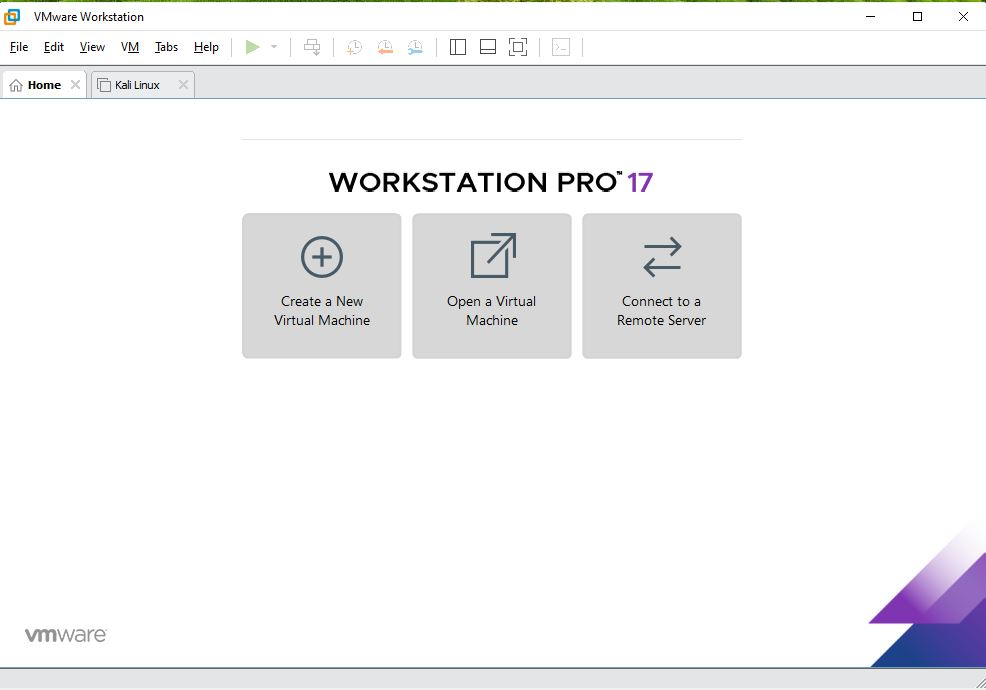 VMware Workstation
File Edit View VM Tabs Help
Home Kali Linux
WORKSTATION PRO™ 17
Create a New
Virtual Machine
Open a Virtual
Machine
Connect to a
Remote Server
vmware